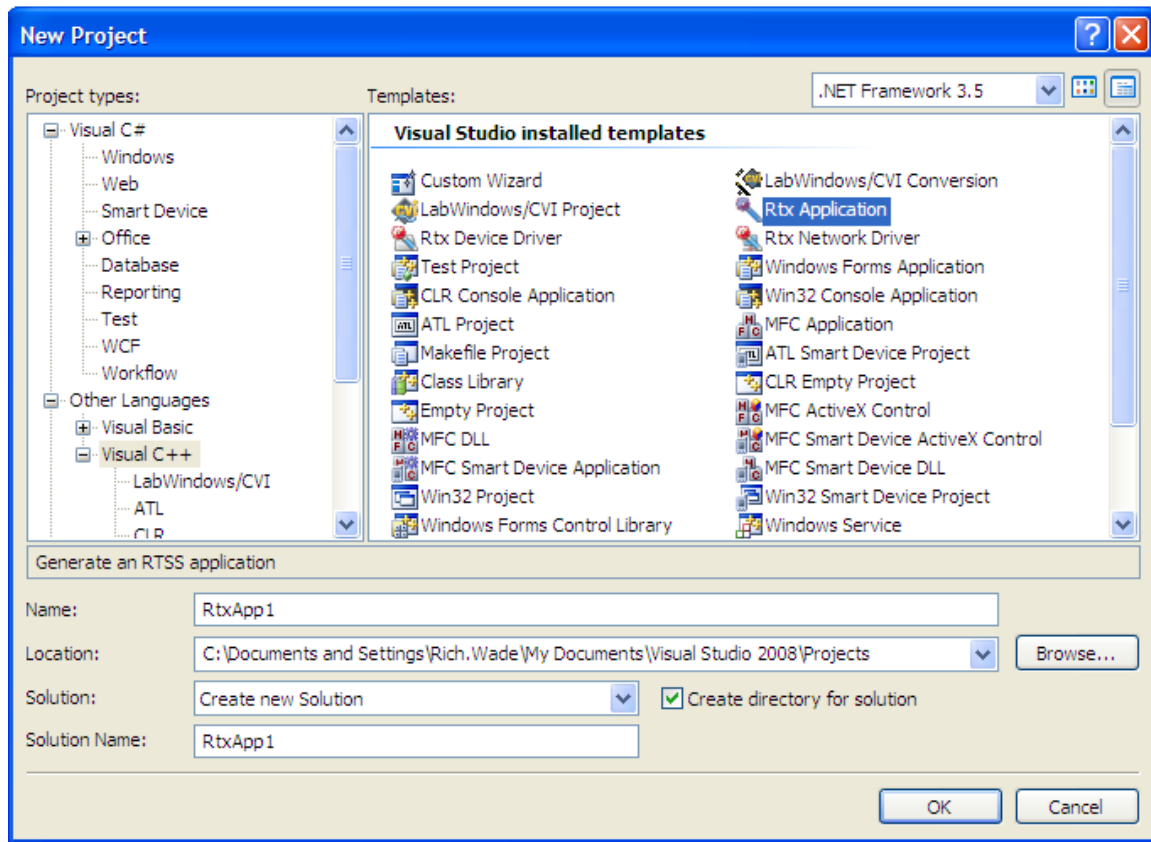 New Project
Project types:
Templates:
.NET Framework 3.5
Visual C#
Windows
Web
Smart Device
Office
Database
Reporting
Test
WCF
Workflow
Other Languages
Visual Basic
Visual C++
LabWindows/CVI
ATL
CLR
Visual Studio installed templates
Custom Wizard
LabWindows/CVI Conversion
LabWindows/CVI Project
Rtx Application
Rtx Device Driver
Rtx Network Driver
Test Project
Windows Forms Application
CLR Console Application
Win32 Console Application
ATL Project
MFC Application
Makefile Project
ATL Smart Device Project
Class Library
CLR Empty Project
Empty Project
MFC ActiveX Control
MFC DLL
MFC Smart Device ActiveX Control
MFC Smart Device Application
MFC Smart Device DLL
Win32 Project
Win32 Smart Device Project
Windows Forms Control Library
Windows Service
Generate an RTSS application
Name:
RtxApp1
Location:
C:\Documents and Settings\Rich.Wade\My Documents\Visual Studio 2008\Projects
Browse...
Solution:
Create new Solution
Create directory for solution
Solution Name:
RtxApp1
OK
Cancel